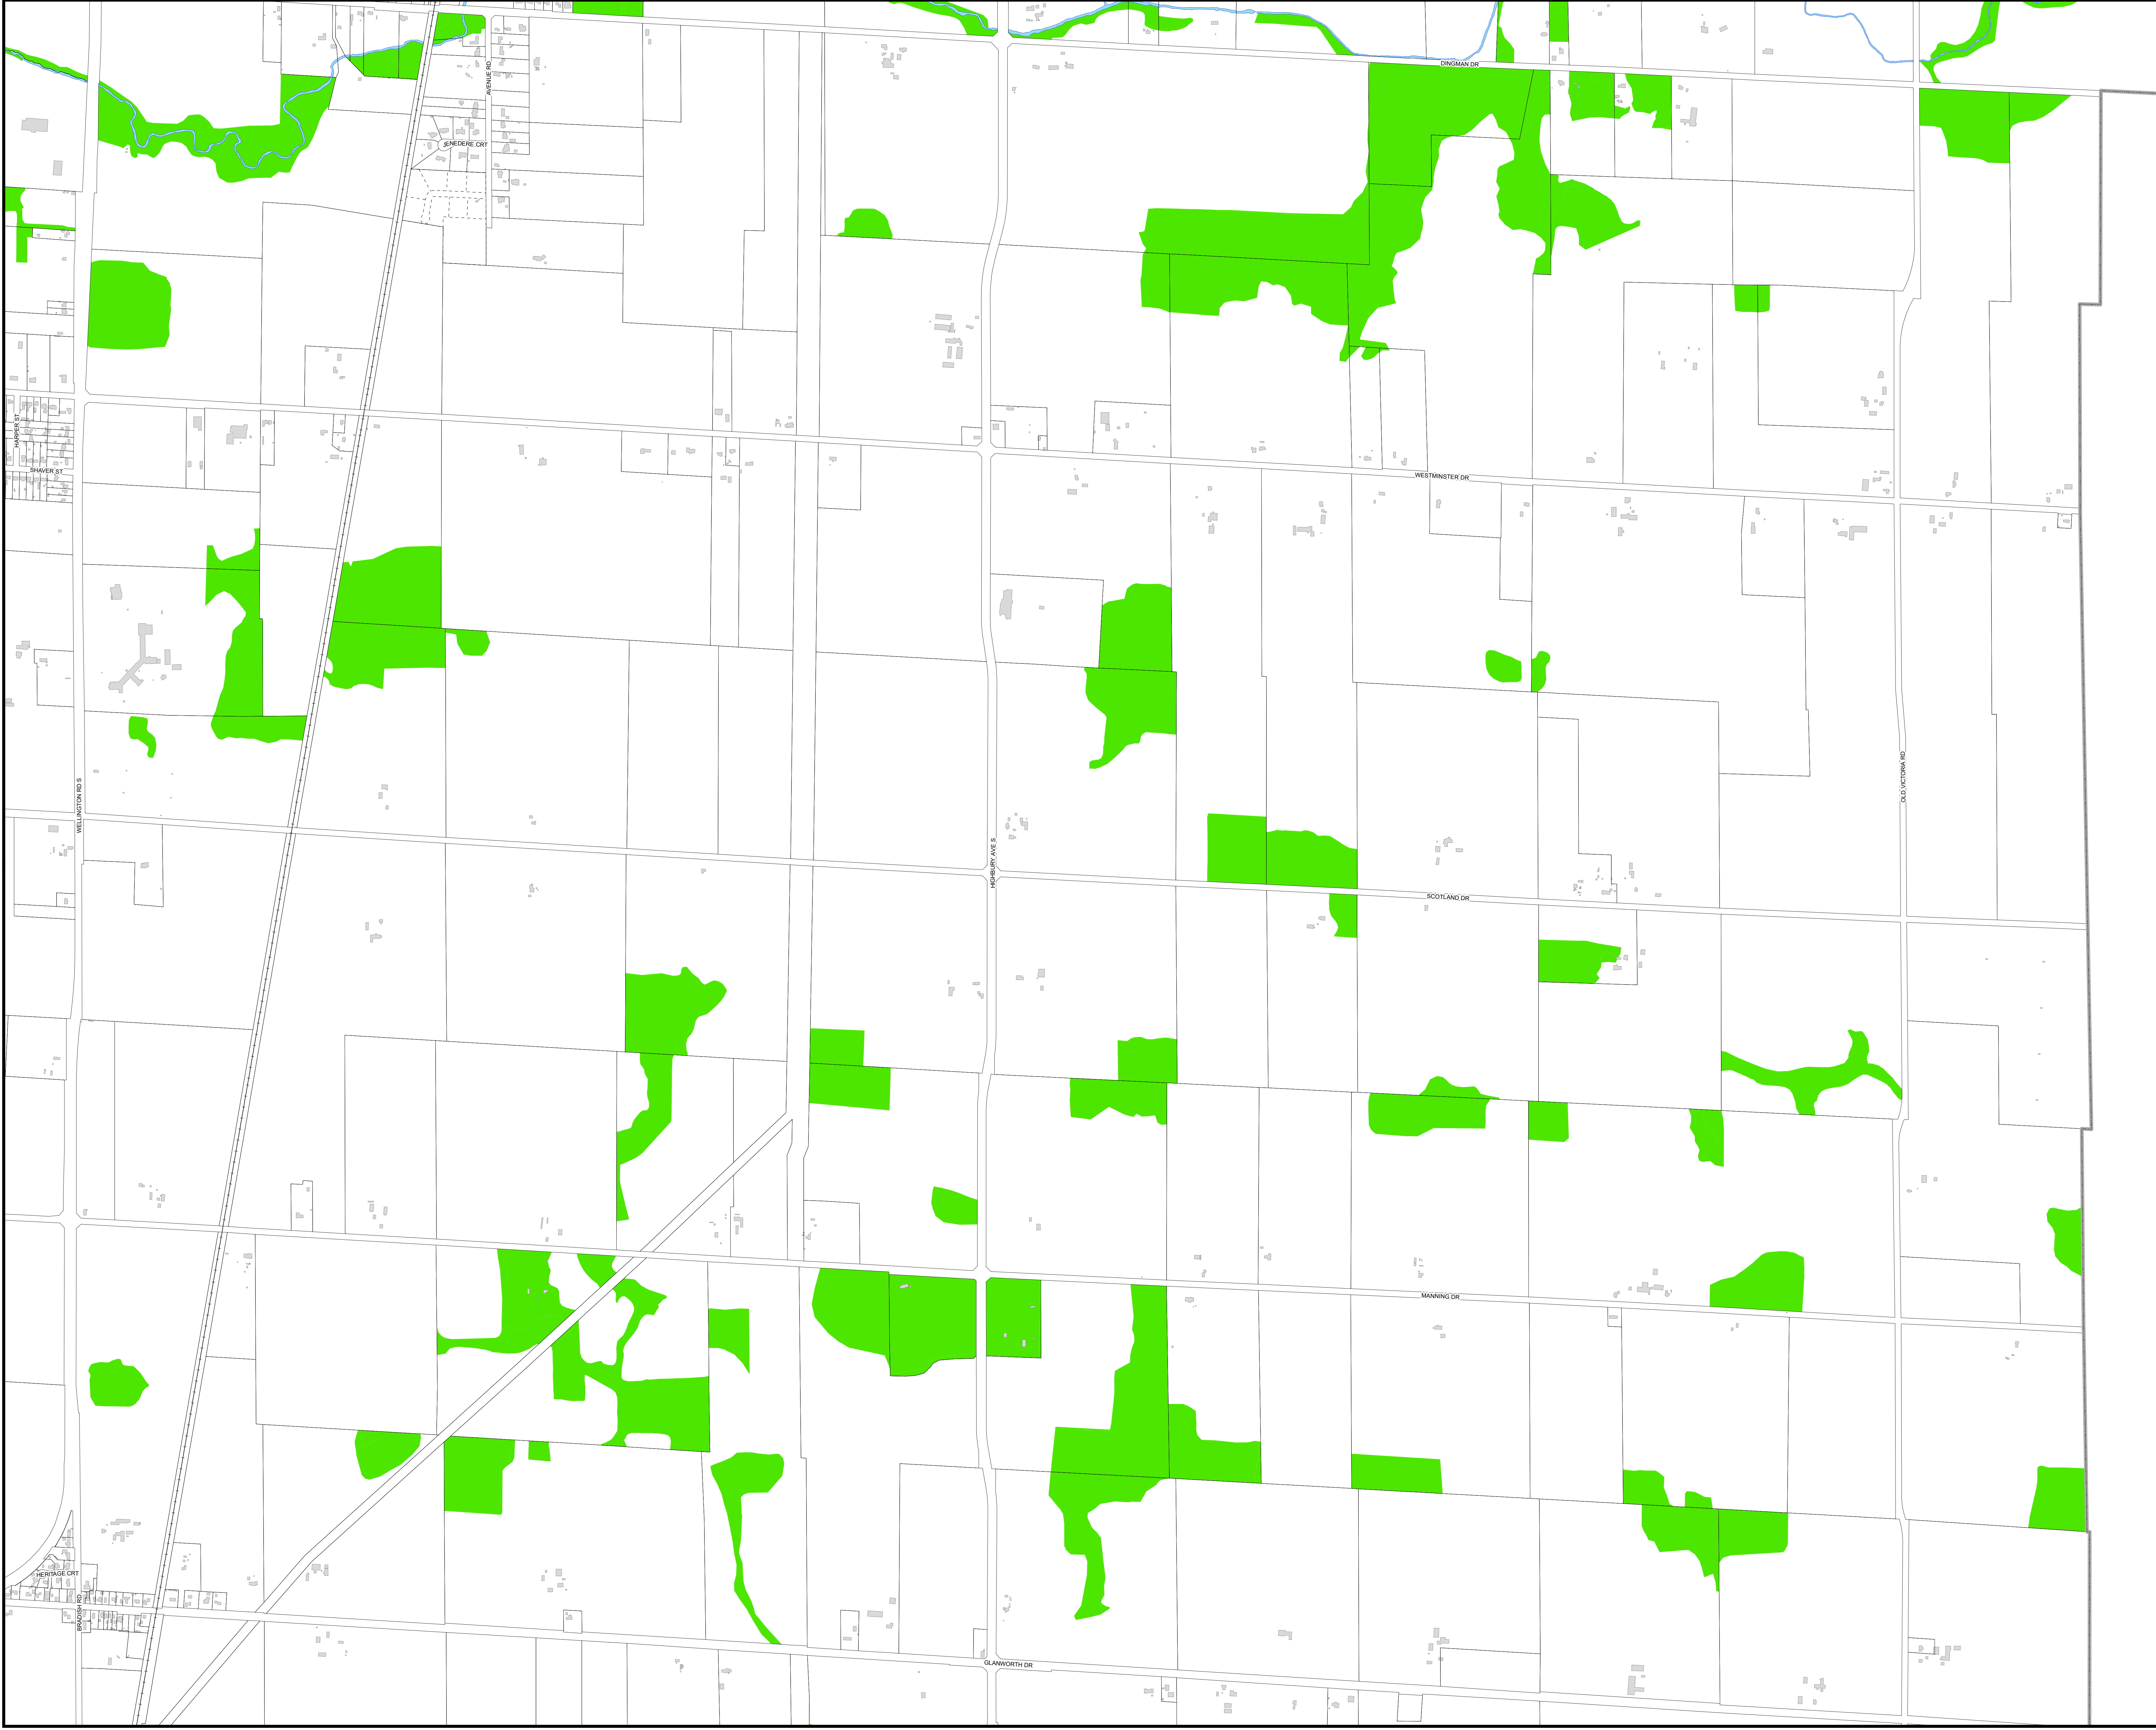 DINGMAN DR
AVENUE RD
ENEDERE CRT
HARPER ST
SHAVER ST
WESTMINSTER DR
WELLINGTON RD S
OLD VICTORIA RD
HIGHBURY AVE S
SCOTLAND DR
MANNING DR
HERITAGE CRT
BRADISH RD
GLANWORTH DR